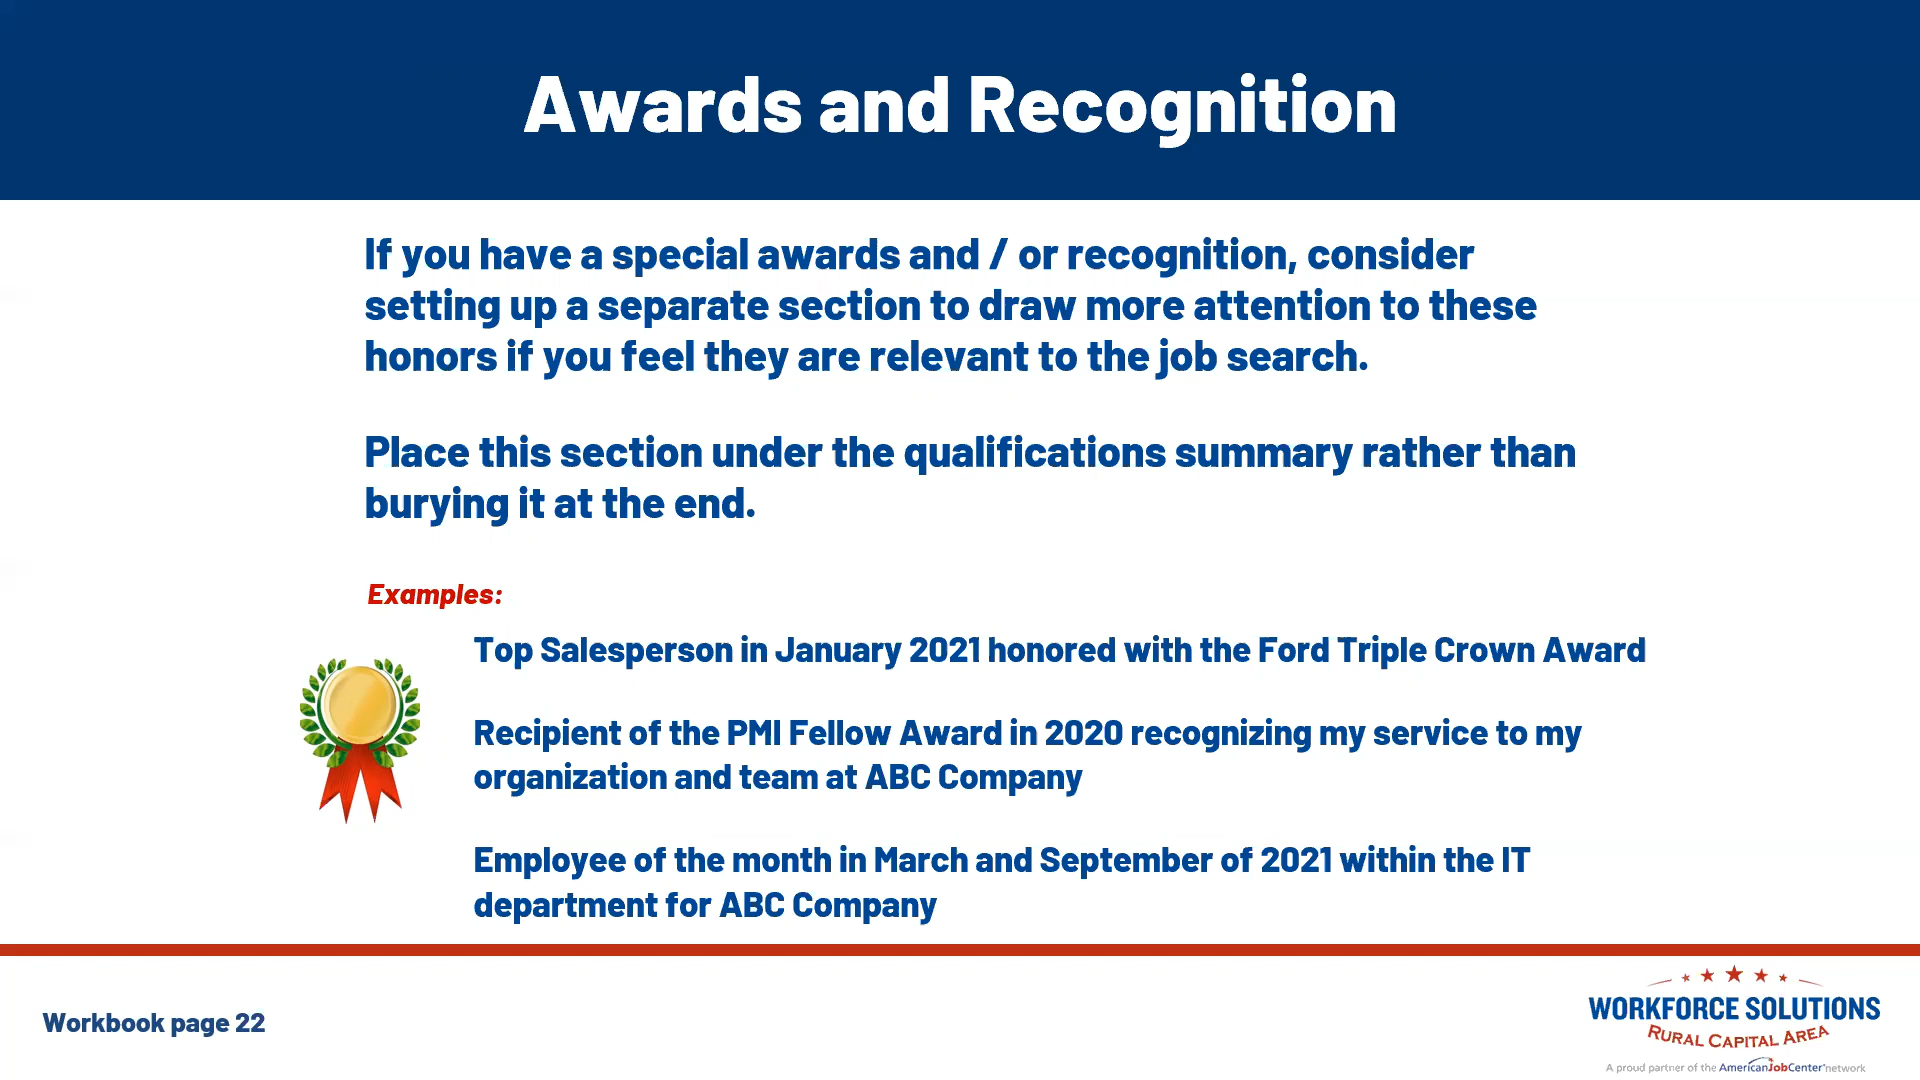 Awards and Recognition
If you have a special awards and / or recognition, consider
setting up a separate section to draw more attention to these
honors if you feel they are relevant to the job search.
Place this section under the qualifications summary rather than
burying it at the end.
Examples:
Top Salesperson in January 2021 honored with the Ford Triple Crown Award
Recipient of the PMI Fellow Award in 2020 recognizing my service to my
organization and team at ABC Company
Employee of the month in March and September of 2021 within the IT
department for ABC Company
Workbook page 22
WORKFORCE SOLUTIONS
RURAL CAPITAL AREA
A proud partner of the AmericanJobCenter network